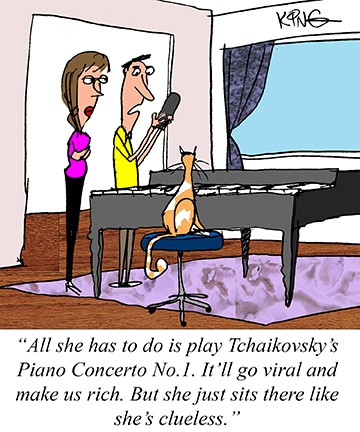 KING
“All she has to do is play Tchaikovsky’s
Piano Concerto No.1. It’ll go viral and
make us rich. But she just sits there like
she’s clueless.”